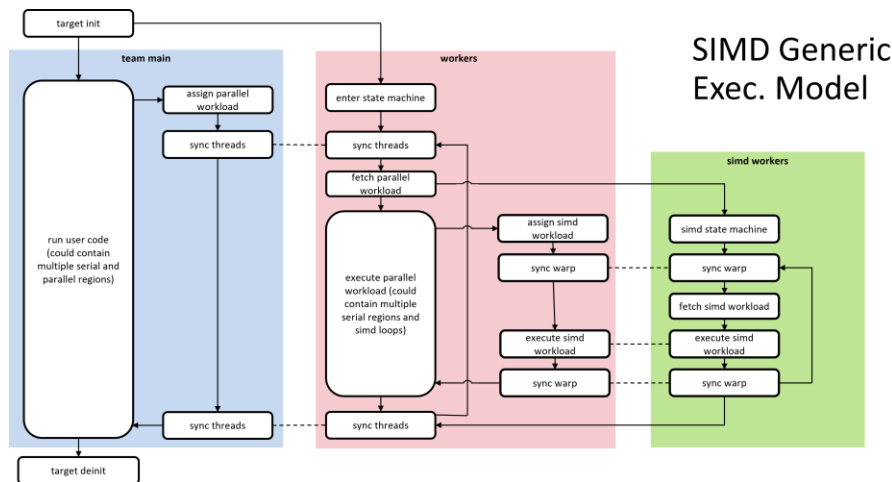 target init
SIMD Generic
Exec. Model
team main
workers
assign parallel
workload
enter state machine
sync threads
sync threads
fetch parallel
workload
simd workers
run user code
(could contain
multiple serial and
parallel regions)
execute parallel
workload (could
contain multiple
serial regions and
simd loops)
assign simd
workload
sync warp
execute simd
workload
sync warp
simd state machine
sync warp
fetch simd workload
execute simd
workload
sync warp
sync threads
sync threads
target deinit